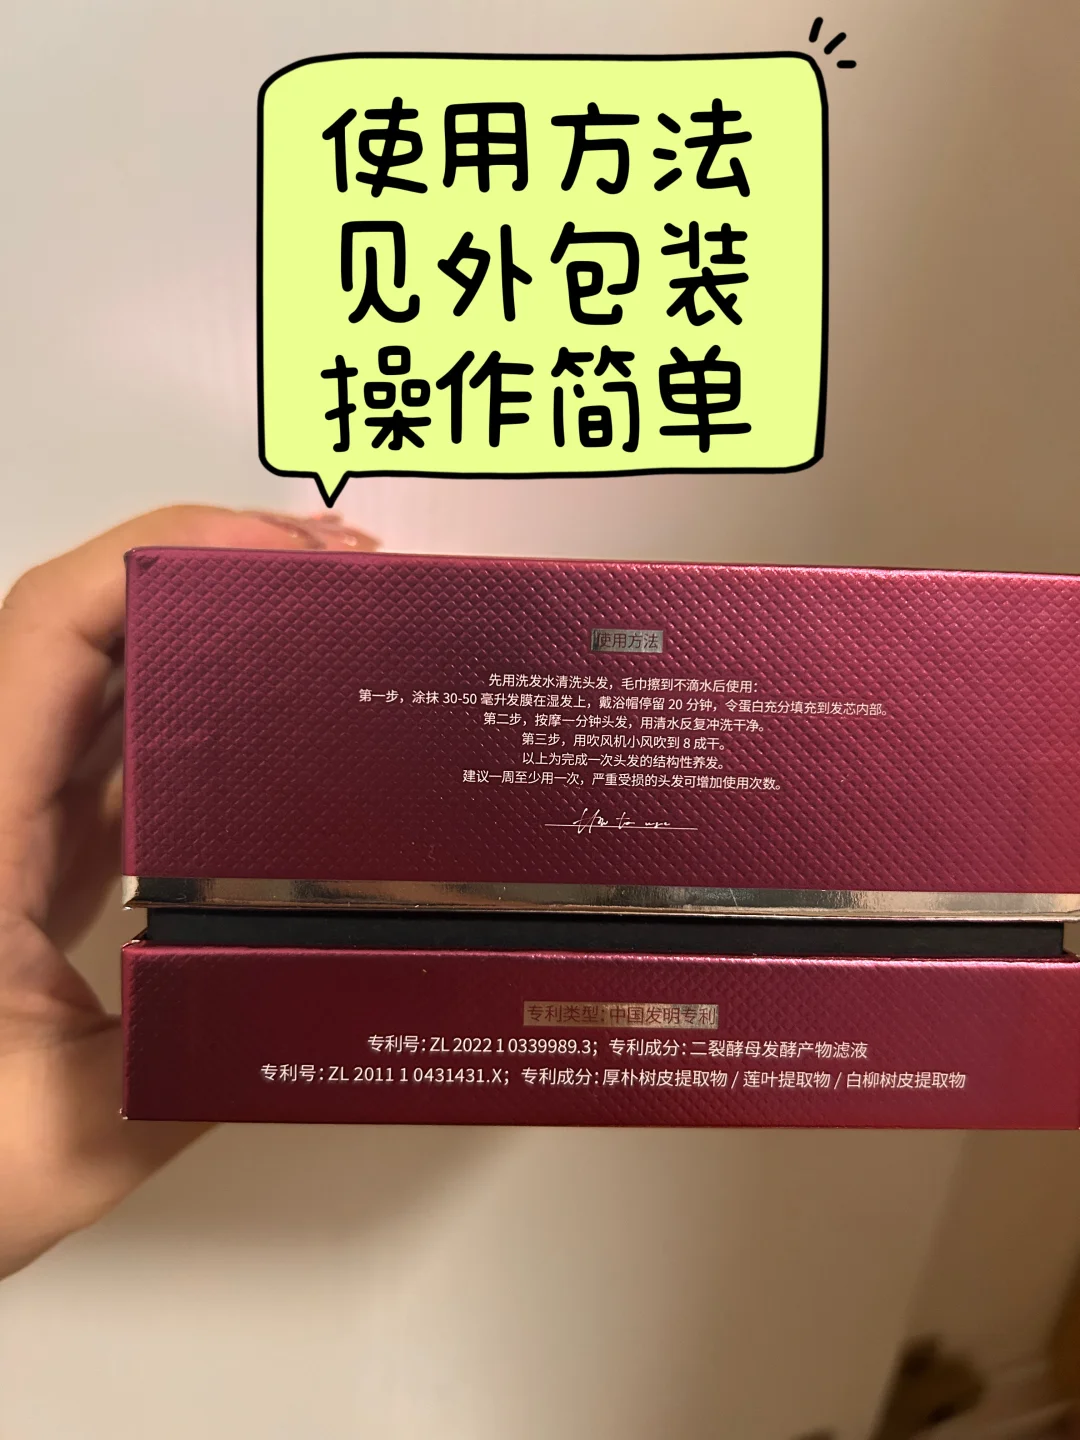 使用方法
见外包装
操作简单
使用方法
先用洗发水清洗头发，毛巾擦到不滴水后使用：
第一步，涂抹 30-50 毫升发膜在湿发上，戴浴帽停留 20 分钟，令蛋白充分填充到发芯内部。
第二步，按摩一分钟头发，用清水反复冲洗干净。
第三步，用吹风机小风吹到 8 成干。
以上为完成一次头发的结构性养发。
建议一周至少用一次，严重受损的头发可增加使用次数。
How to use
专利类型：中国发明专利
专利号：ZL 2022 1 0339989.3；专利成分：二裂酵母发酵产物滤液
专利号：ZL 2011 1 0431431.X；专利成分：厚朴树皮提取物 / 莲叶提取物 / 白柳树皮提取物